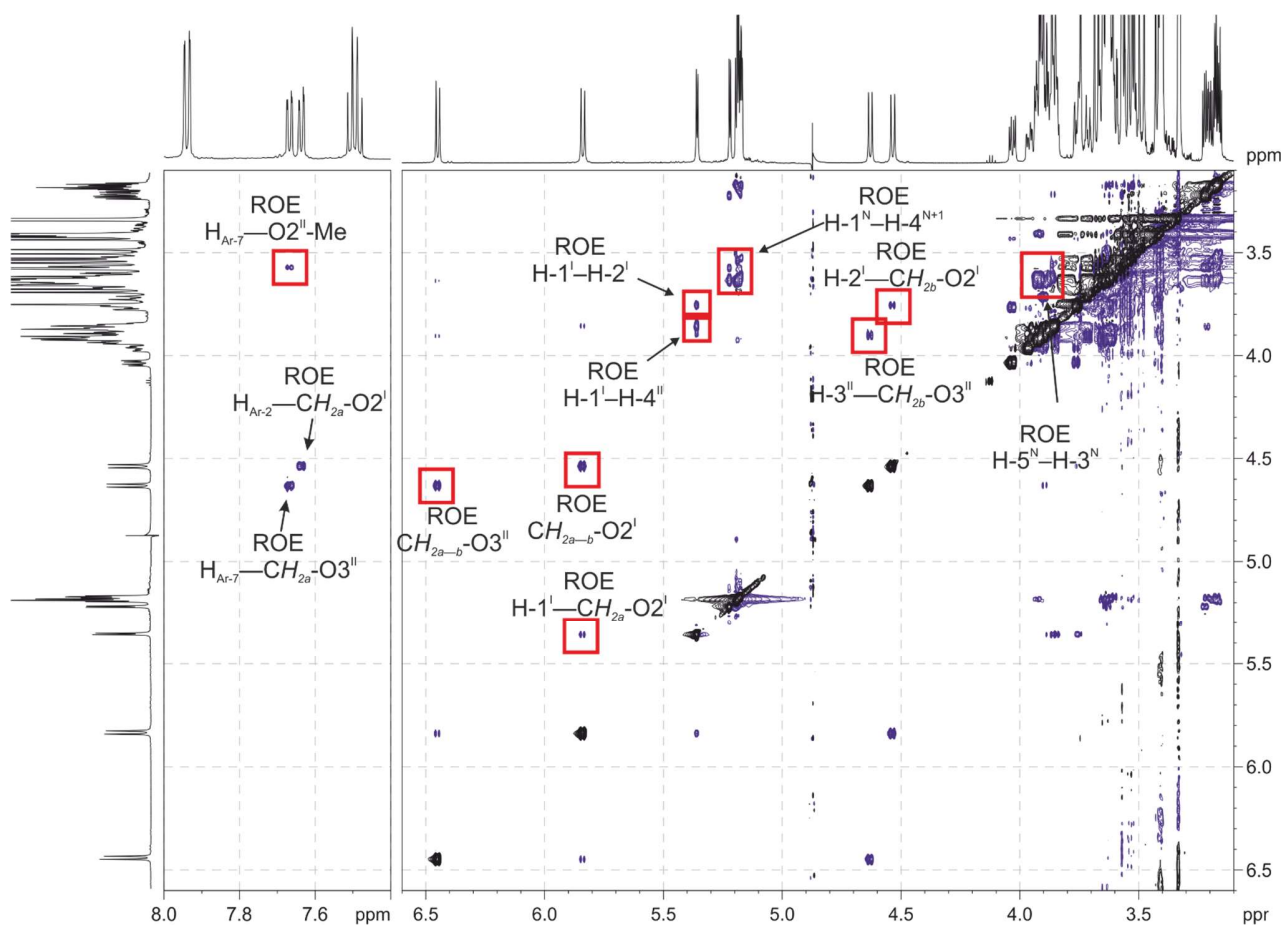 ppm
ROE
H_Ar-7—O2^II-Me
ROE
H-1^N–H-4^N+1
ROE
H-1^I–H-2^I
ROE
H-2^I—CH_2b-O2^I
3.5
ROE
H-1^I–H-4^II
ROE
H-3^II—CH_2b-O3^II
4.0
ROE
H_Ar-2—CH_2a-O2^I
ROE
H-5^N–H-3^N
4.5
ROE
CH_2a—b-O3^II
ROE
CH_2a—b-O2^I
ROE
H_Ar-7—CH_2a-O3^II
5.0
ROE
H-1^I—CH_2a-O2^I
5.5
6.0
6.5
8.0 7.8 7.6 ppm 6.5 6.0 5.5 5.0 4.5 4.0 3.5 ppr